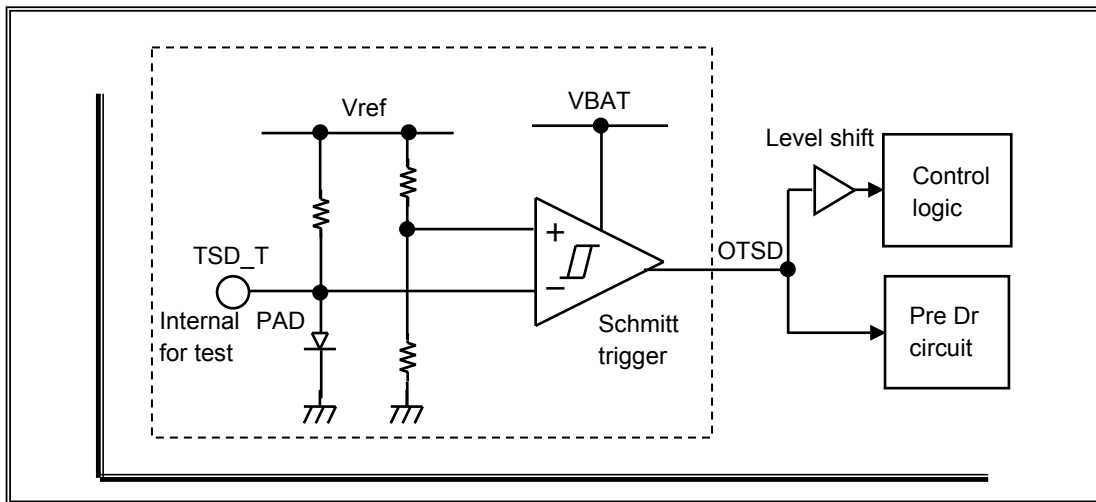 Vref
VBAT
Level shift
Control
logic
+
TSD_T
OTSD
−
Internal PAD
for test
Schmitt
trigger
Pre Dr
circuit